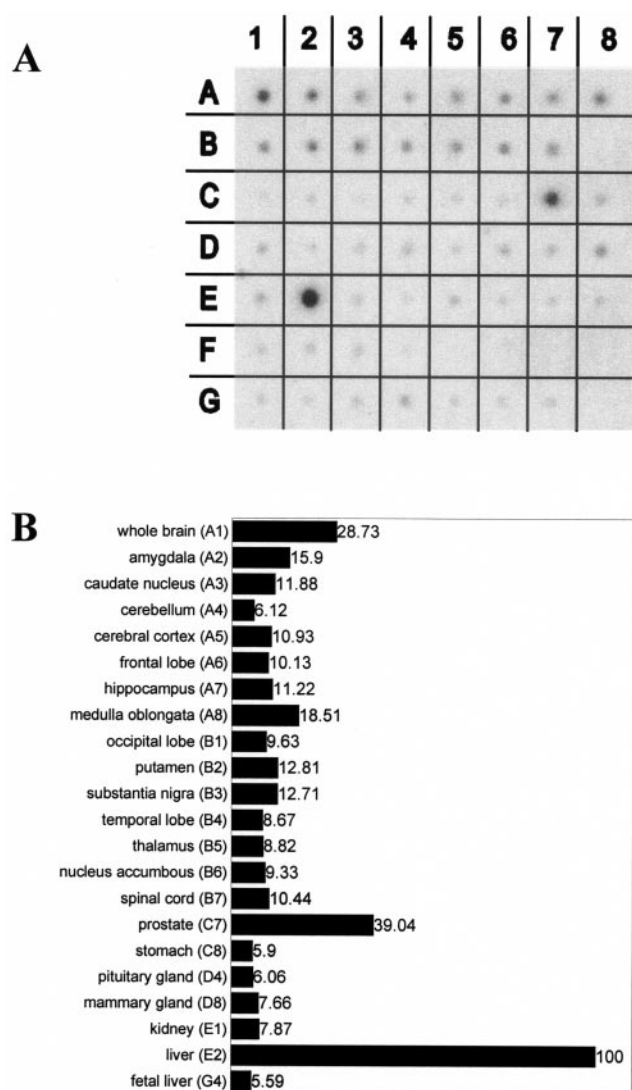 A
1 2 3 4 5 6 7 8
A
B
C
D
E
F
G
B
whole brain (A1) 28.73
amygdala (A2) 15.9
caudate nucleus (A3) 11.88
cerebellum (A4) 6.12
cerebral cortex (A5) 10.93
frontal lobe (A6) 10.13
hippocampus (A7) 11.22
medulla oblongata (A8) 18.51
occipital lobe (B1) 9.63
putamen (B2) 12.81
substantia nigra (B3) 12.71
temporal lobe (B4) 8.67
thalamus (B5) 8.82
nucleus accumbous (B6) 9.33
spinal cord (B7) 10.44
prostate (C7) 39.04
stomach (C8) 5.9
pituitary gland (D4) 6.06
mammary gland (D8) 7.66
kidney (E1) 7.87
liver (E2) 100
fetal liver (G4) 5.59